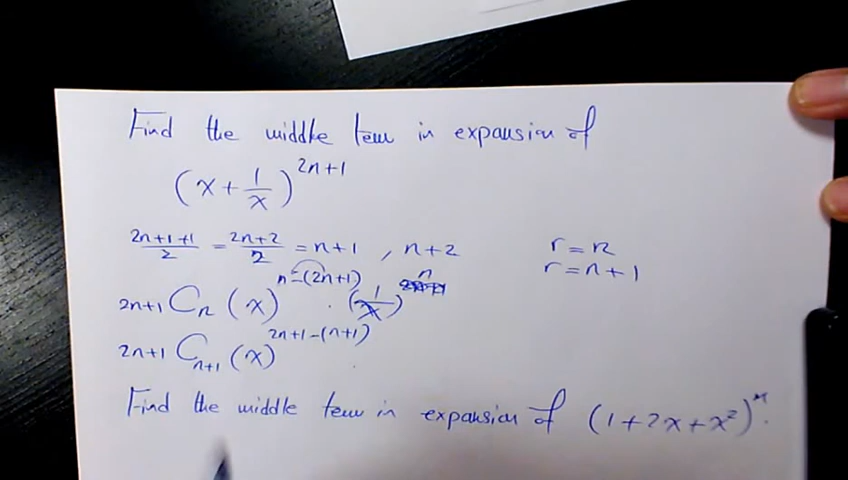 Find the middle term in expansion of
(x + 1/x)^{2n+1}
(2n+1+1)/2 = (2n+2)/2 = n+1 , n+2 r = n
r = n+1
2n+1 C_n (x)^{n-(2n+1)} . (1/x)^{n}
2n+1 C_{n+1} (x)^{2n+1-(n+1)}
Find the middle term in expansion of (1+2x+x²)^{n}.